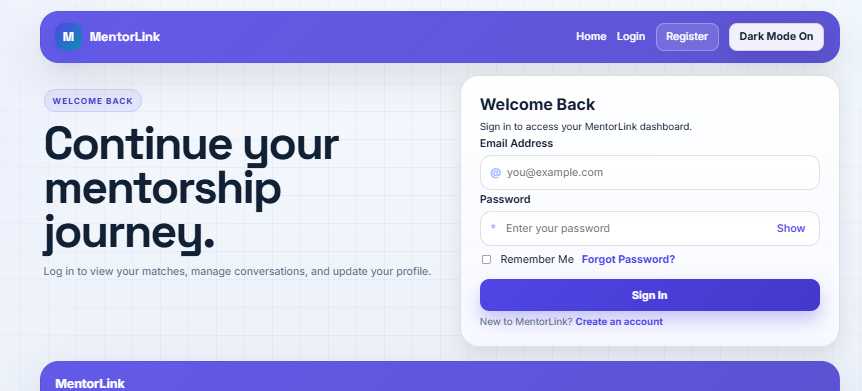 M MentorLink
Home Login Register Dark Mode On
WELCOME BACK
Continue your
mentorship
journey.
Log in to view your matches, manage conversations, and update your profile.
Welcome Back
Sign in to access your MentorLink dashboard.
Email Address
@ you@example.com
Password
* Enter your password Show
Remember Me Forgot Password?
Sign In
New to MentorLink? Create an account
MentorLink